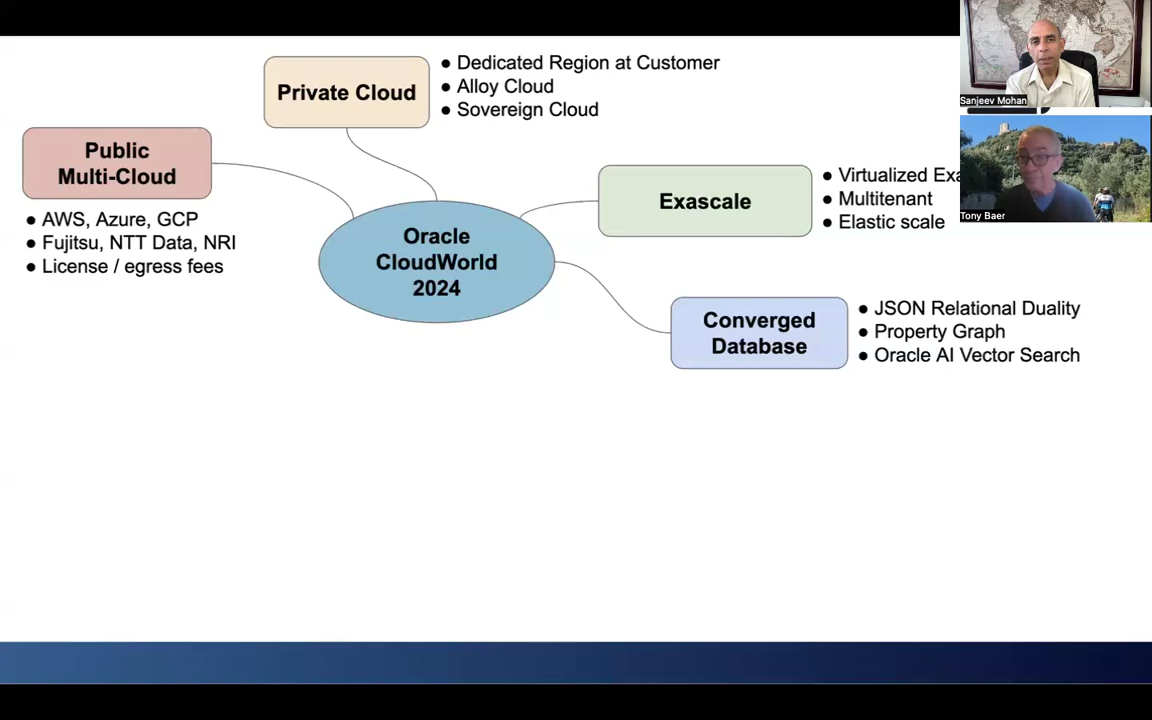 Private Cloud
● Dedicated Region at Customer
● Alloy Cloud
● Sovereign Cloud
Sanjeev Mohan
Public
Multi-Cloud
● AWS, Azure, GCP
● Fujitsu, NTT Data, NRI
● License / egress fees
Oracle
CloudWorld
2024
Exascale
● Virtualized
● Multitenant
● Elastic scale
Tony Baer
Converged
Database
● JSON Relational Duality
● Property Graph
● Oracle AI Vector Search